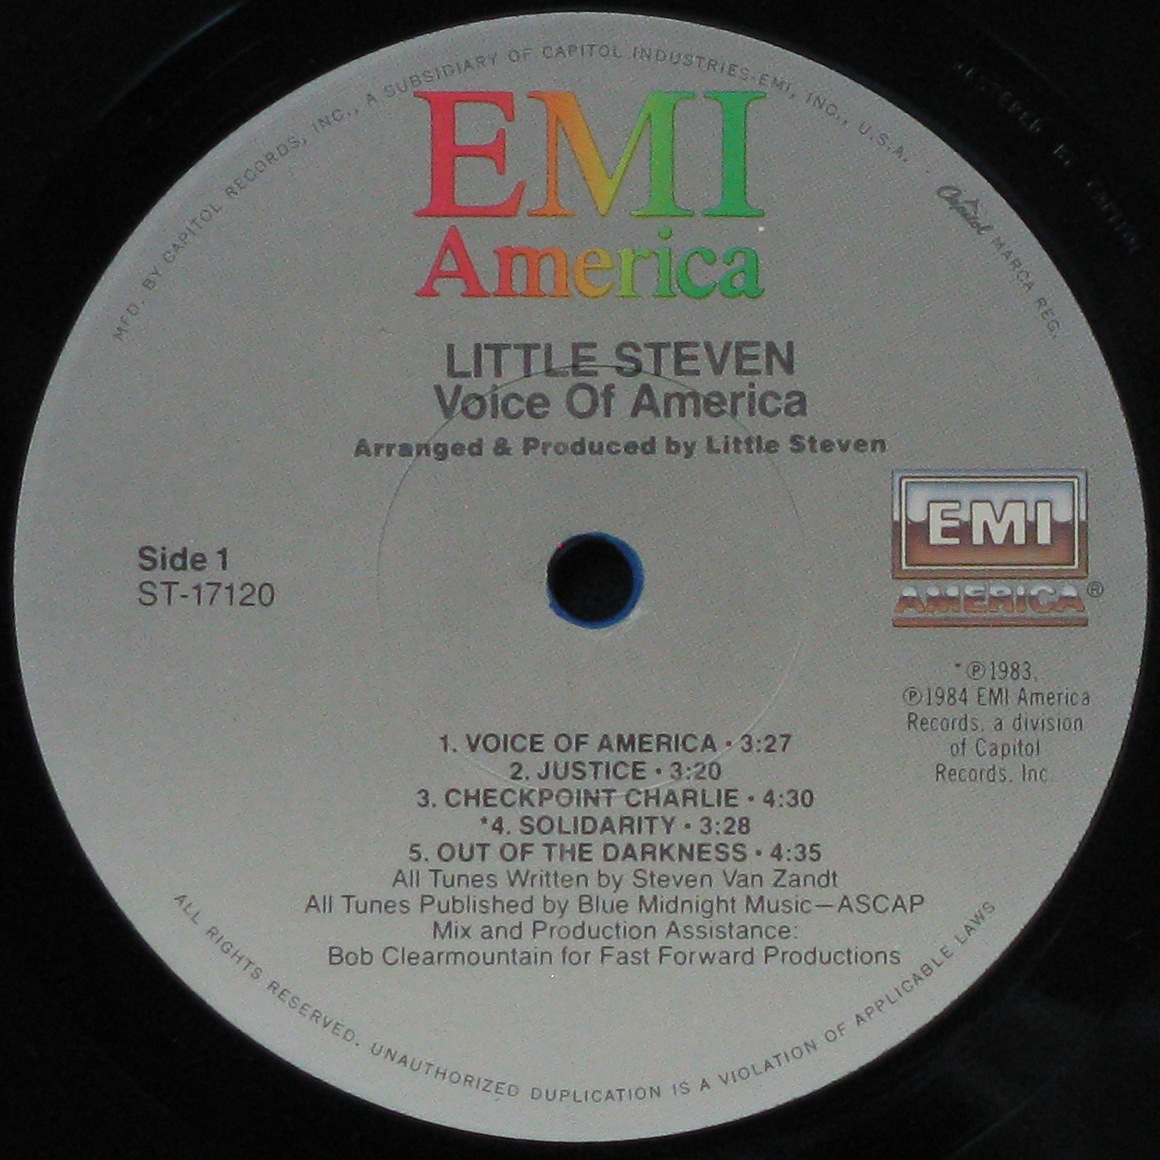 MFD. BY CAPITOL RECORDS, INC., A SUBSIDIARY OF CAPITOL INDUSTRIES-EMI, INC., U.S.A. . Capitol MARCA REG.
EMI
America
LITTLE STEVEN
Voice Of America
Arranged & Produced by Little Steven
Side 1
ST-17120
EMI
AMERICA®
*℗1983,
℗1984 EMI America
Records, a division
of Capitol
Records, Inc.
1. VOICE OF AMERICA • 3:27
2. JUSTICE • 3:20
3. CHECKPOINT CHARLIE • 4:30
*4. SOLIDARITY • 3:28
5. OUT OF THE DARKNESS • 4:35
All Tunes Written by Steven Van Zandt
All Tunes Published by Blue Midnight Music—ASCAP
Mix and Production Assistance:
Bob Clearmountain for Fast Forward Productions
ALL RIGHTS RESERVED. UNAUTHORIZED DUPLICATION IS A VIOLATION OF APPLICABLE LAWS